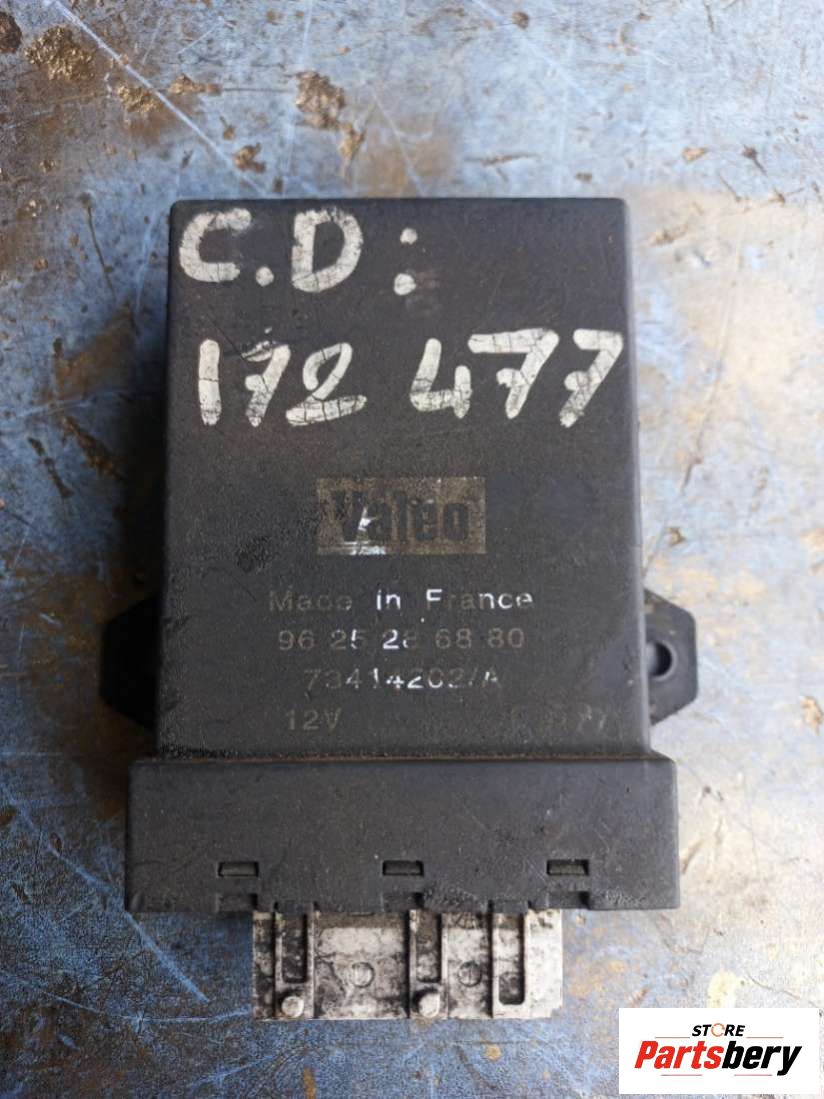 C.D:
172 477
Valeo
Made in France
96 25 28 68 80
73414202/A
12V
STORE
Partsbery